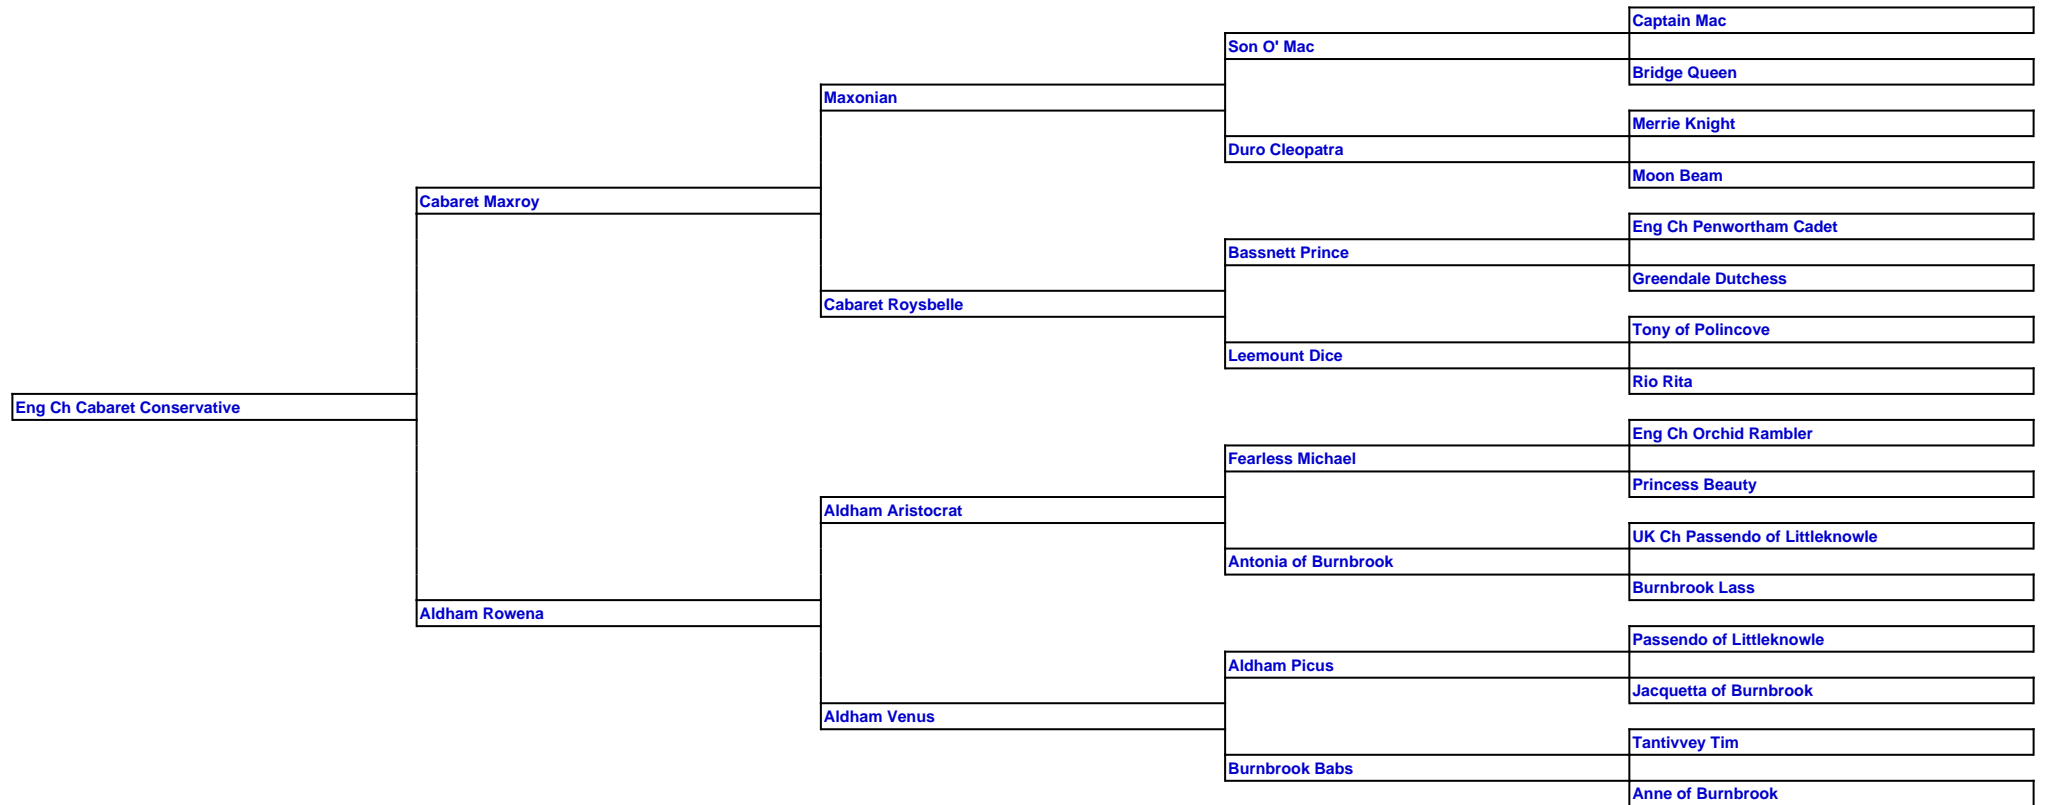 Captain Mac
Son O' Mac
Bridge Queen
Maxonian
Merrie Knight
Duro Cleopatra
Moon Beam
Cabaret Maxroy
Eng Ch Penwortham Cadet
Bassnett Prince
Greendale Dutchess
Cabaret Roysbelle
Tony of Polincove
Leemount Dice
Rio Rita
Eng Ch Cabaret Conservative
Eng Ch Orchid Rambler
Fearless Michael
Princess Beauty
Aldham Aristocrat
UK Ch Passendo of Littleknowle
Antonia of Burnbrook
Burnbrook Lass
Aldham Rowena
Passendo of Littleknowle
Aldham Picus
Jacquetta of Burnbrook
Aldham Venus
Tantivvey Tim
Burnbrook Babs
Anne of Burnbrook